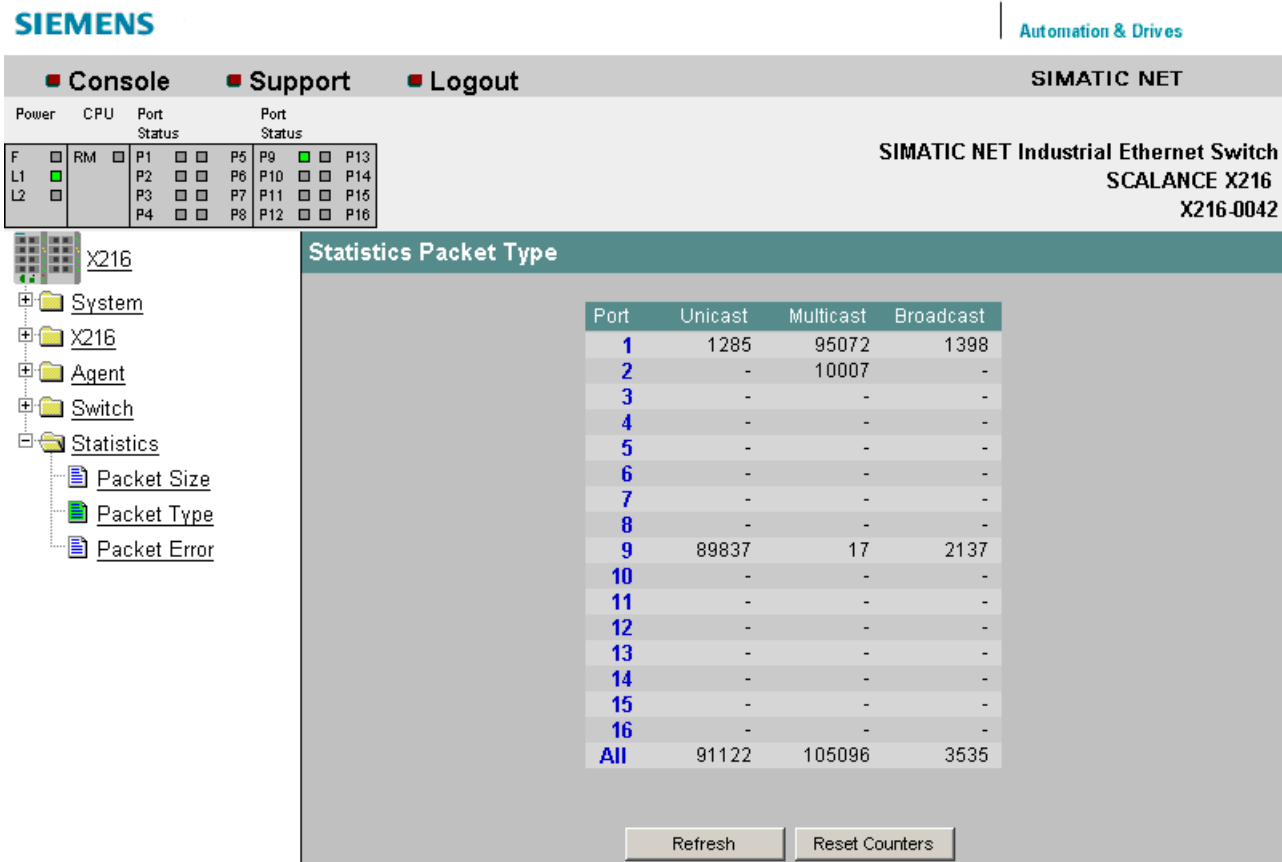 SIEMENS
Automation & Drives
Console Support Logout SIMATIC NET
Power CPU Port Status Port Status
F RM P1 P5 P9 P13
L1 P2 P6 P10 P14
L2 P3 P7 P11 P15
P4 P8 P12 P16
SIMATIC NET Industrial Ethernet Switch
SCALANCE X216
X216-0042
X216
System
X216
Agent
Switch
Statistics
Packet Size
Packet Type
Packet Error
Statistics Packet Type
Port Unicast Multicast Broadcast
1 1285 95072 1398
2 - 10007 -
3 - - -
4 - - -
5 - - -
6 - - -
7 - - -
8 - - -
9 89837 17 2137
10 - - -
11 - - -
12 - - -
13 - - -
14 - - -
15 - - -
16 - - -
All 91122 105096 3535
Refresh Reset Counters